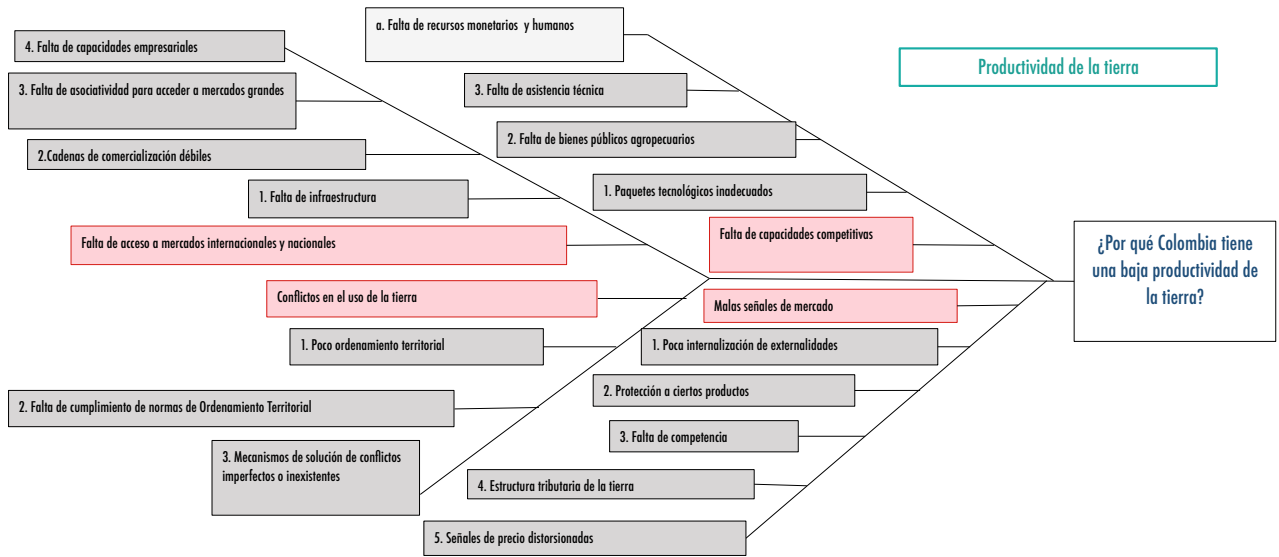 a. Falta de recursos monetarios y humanos
4. Falta de capacidades empresariales
Productividad de la tierra
3. Falta de asociatividad para acceder a mercados grandes
3. Falta de asistencia técnica
2. Falta de bienes públicos agropecuarios
2.Cadenas de comercialización débiles
1. Falta de infraestructura
1. Paquetes tecnológicos inadecuados
Falta de acceso a mercados internacionales y nacionales
Falta de capacidades competitivas
¿Por qué Colombia tiene
una baja productividad de
la tierra?
Conflictos en el uso de la tierra
Malas señales de mercado
1. Poco ordenamiento territorial
1. Poca internalización de externalidades
2. Falta de cumplimiento de normas de Ordenamiento Territorial
2. Protección a ciertos productos
3. Falta de competencia
3. Mecanismos de solución de conflictos
imperfectos o inexistentes
4. Estructura tributaria de la tierra
5. Señales de precio distorsionadas